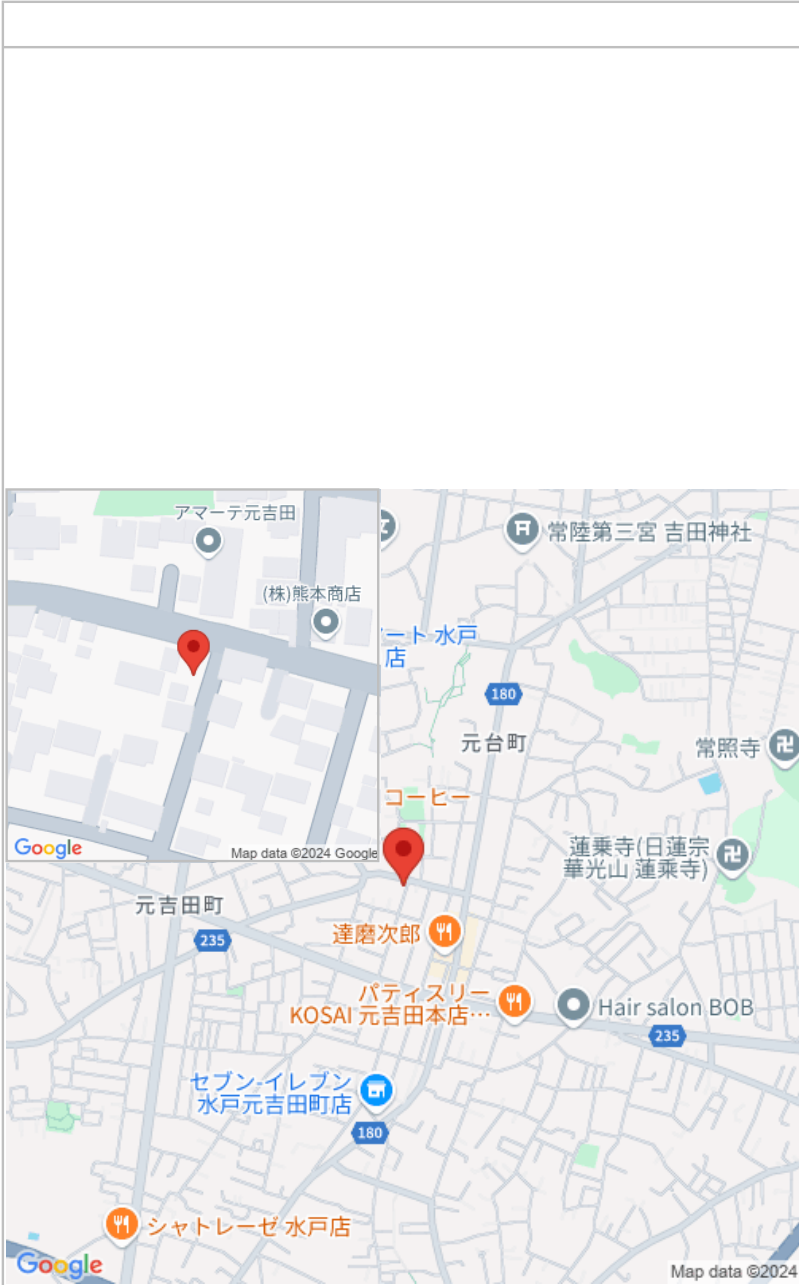 アマーテ元吉田
(株)熊本商店
Google
Map data ©2024 Google
常陸第三宮 吉田神社
ート 水戸
店
180
元台町
常照寺
コーヒー
蓮乗寺(日蓮宗
華光山 蓮乗寺)
元吉田町
235
達磨次郎
パティスリー
KOSAI 元吉田本店…
Hair salon BOB
235
セブン-イレブン
水戸元吉田町店
180
シャトレーゼ 水戸店
Google
Map data ©2024